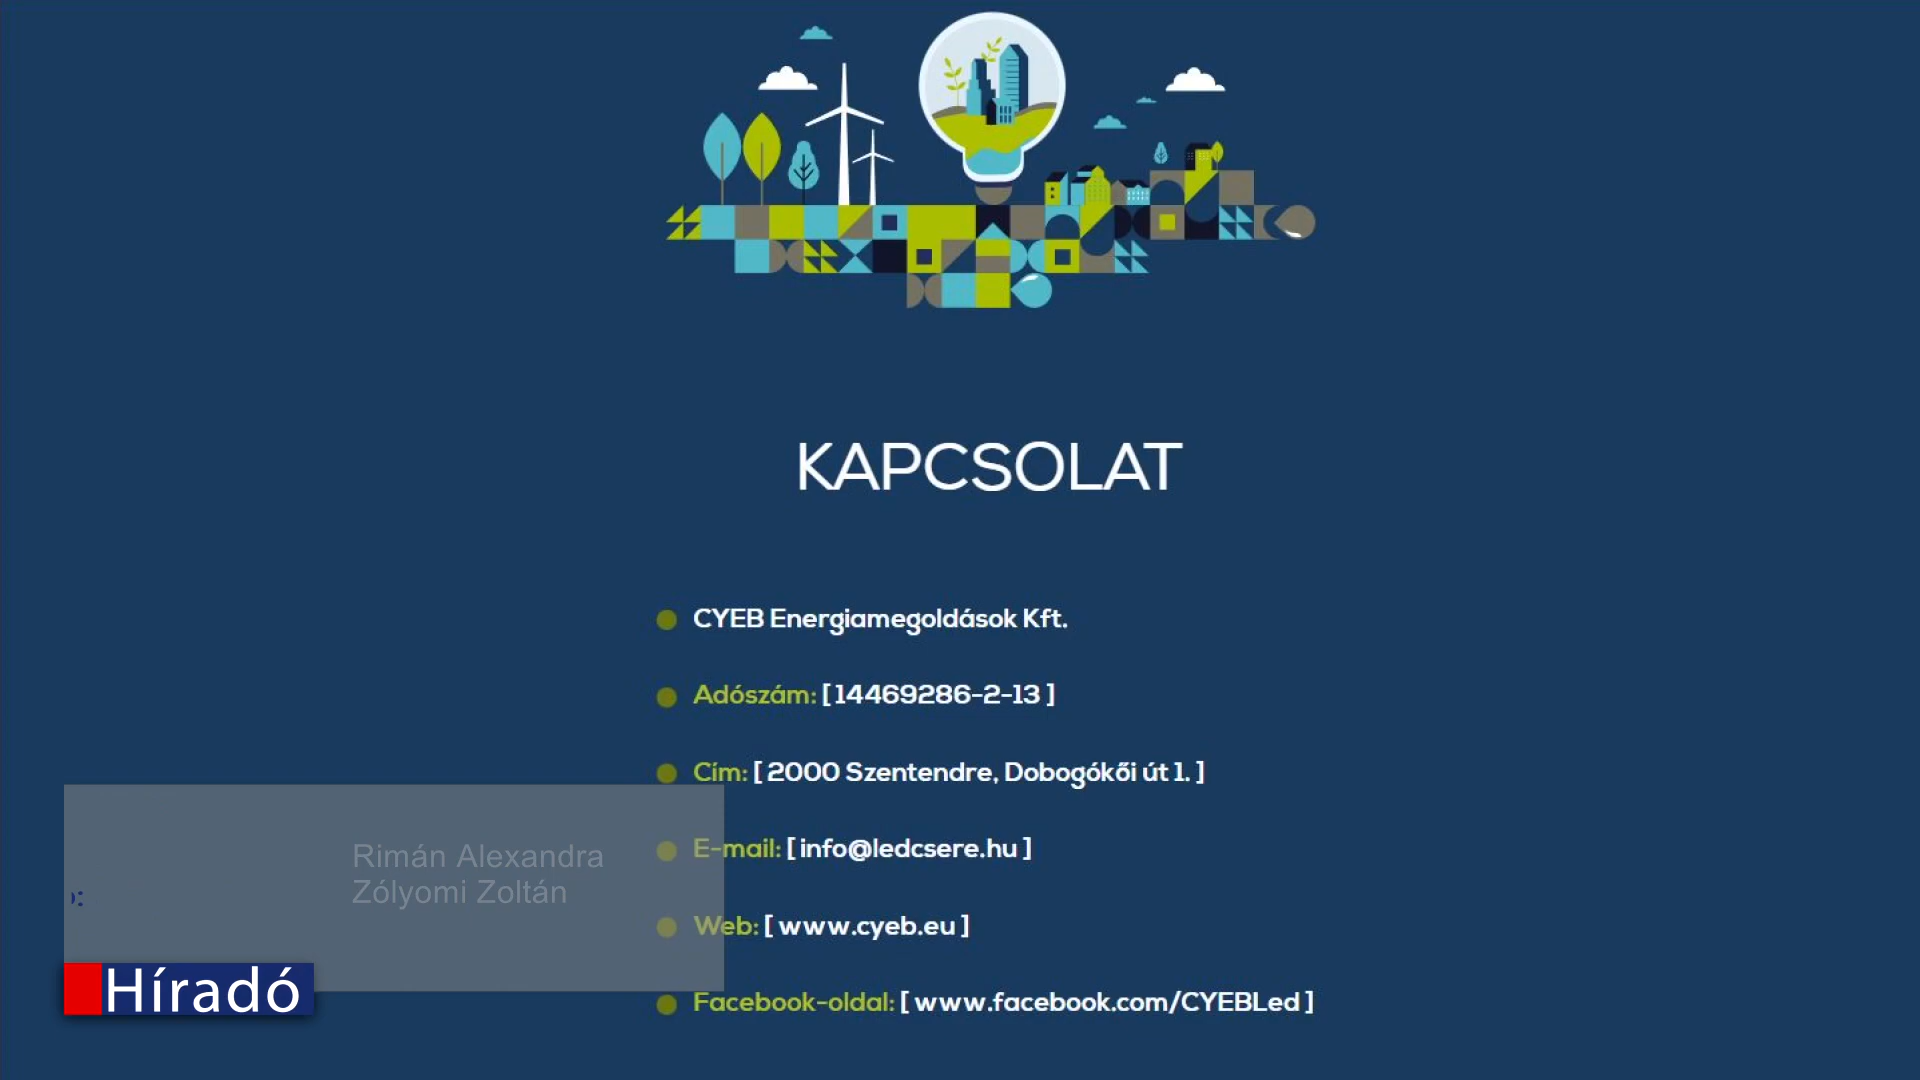 KAPCSOLAT
CYEB Energiamegoldások Kft.
Adószám: [ 14469286-2-13 ]
Cím: [ 2000 Szentendre, Dobogókői út 1. ]
E-mail: [ info@ledcsere.hu ]
Web: [ www.cyeb.eu ]
Facebook-oldal: [ www.facebook.com/CYEBLed ]
Rimán Alexandra
Zólyomi Zoltán
Híradó